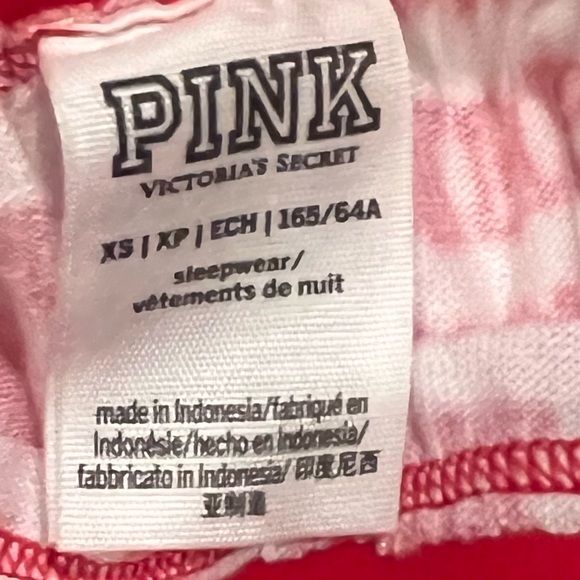 PINK
VICTORIA'S SECRET
XS | XP | ECH | 165/64A
sleepwear/
vêtements de nuit
made in Indonesia/fabriqué en
Indonésie/hecho en Indonesia/
fabbricato in Indonesia/ 印度尼西
亚制造